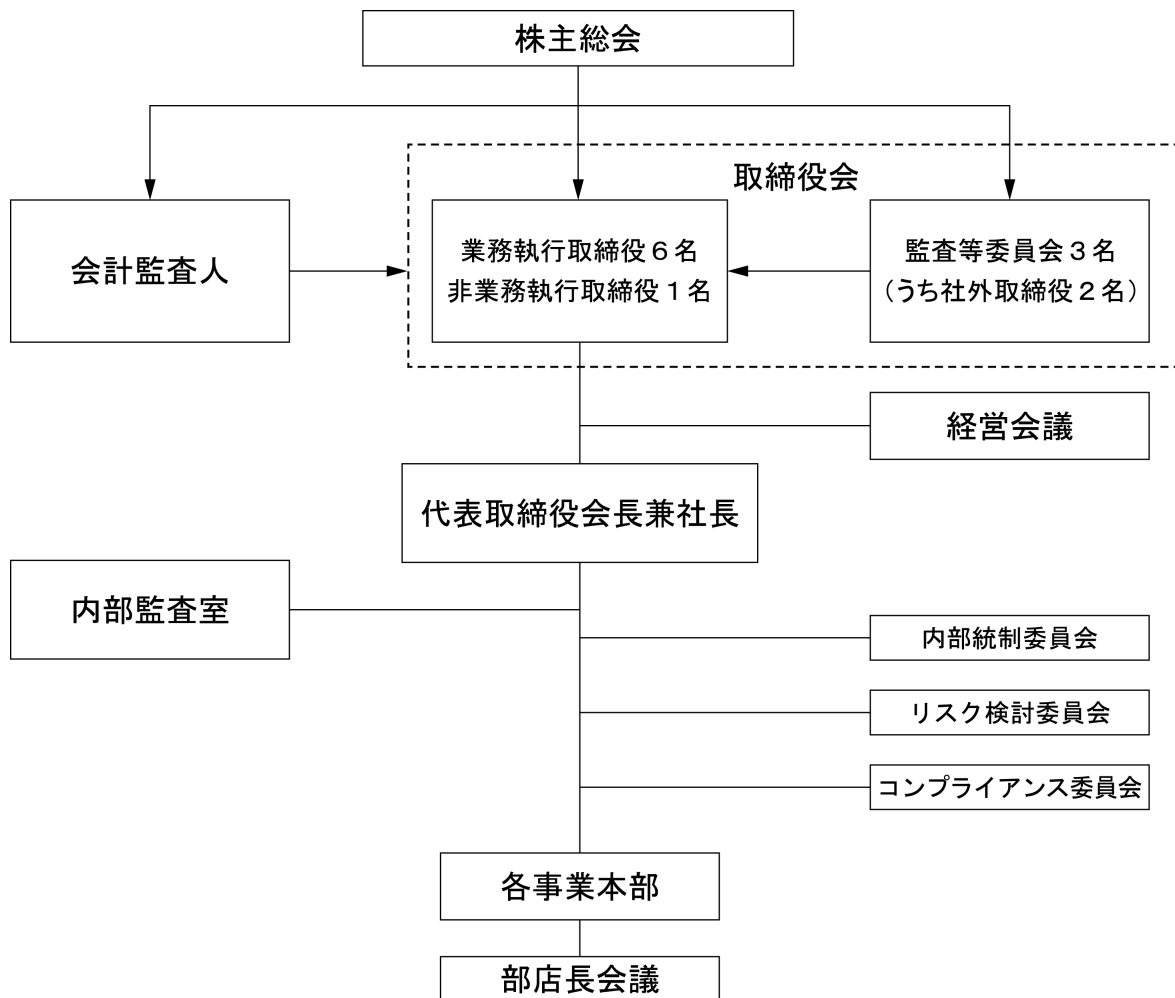 株主総会
取締役会
会計監査人
業務執行取締役6名
非業務執行取締役1名
監査等委員会3名
(うち社外取締役2名)
経営会議
代表取締役会長兼社長
内部監査室
内部統制委員会
リスク検討委員会
コンプライアンス委員会
各事業本部
部店長会議